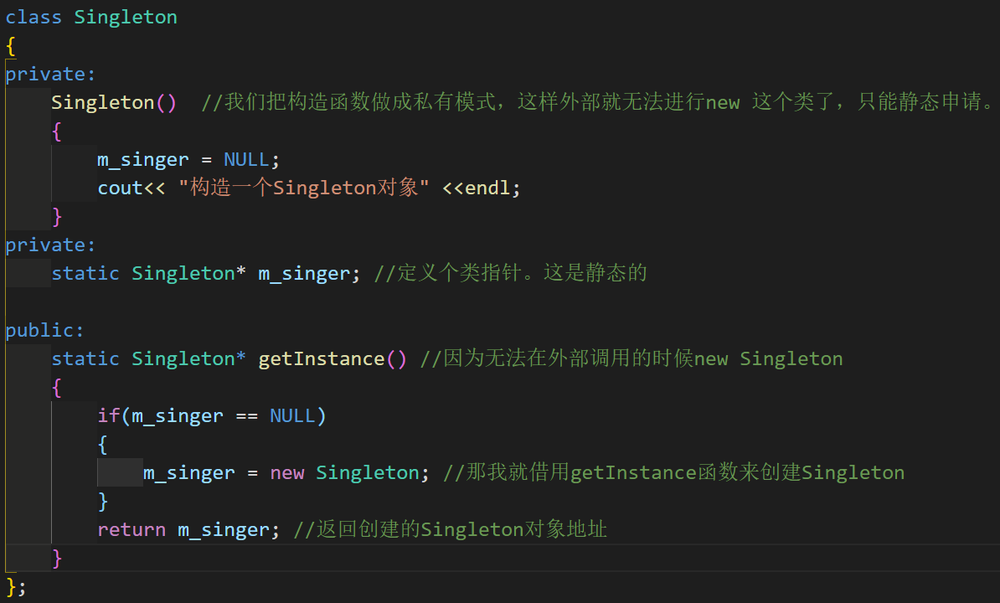 class Singleton
{
private:
    Singleton()  //我们把构造函数做成私有模式，这样外部就无法进行new 这个类了，只能静态申请。
    {
        m_singer = NULL;
        cout<< "构造一个Singleton对象" <<endl;
    }
private:
    static Singleton* m_singer; //定义个类指针。这是静态的
public:
    static Singleton* getInstance() //因为无法在外部调用的时候new Singleton
    {
        if(m_singer == NULL)
        {
            m_singer = new Singleton; //那我就借用getInstance函数来创建Singleton
        }
        return m_singer; //返回创建的Singleton对象地址
    }
};